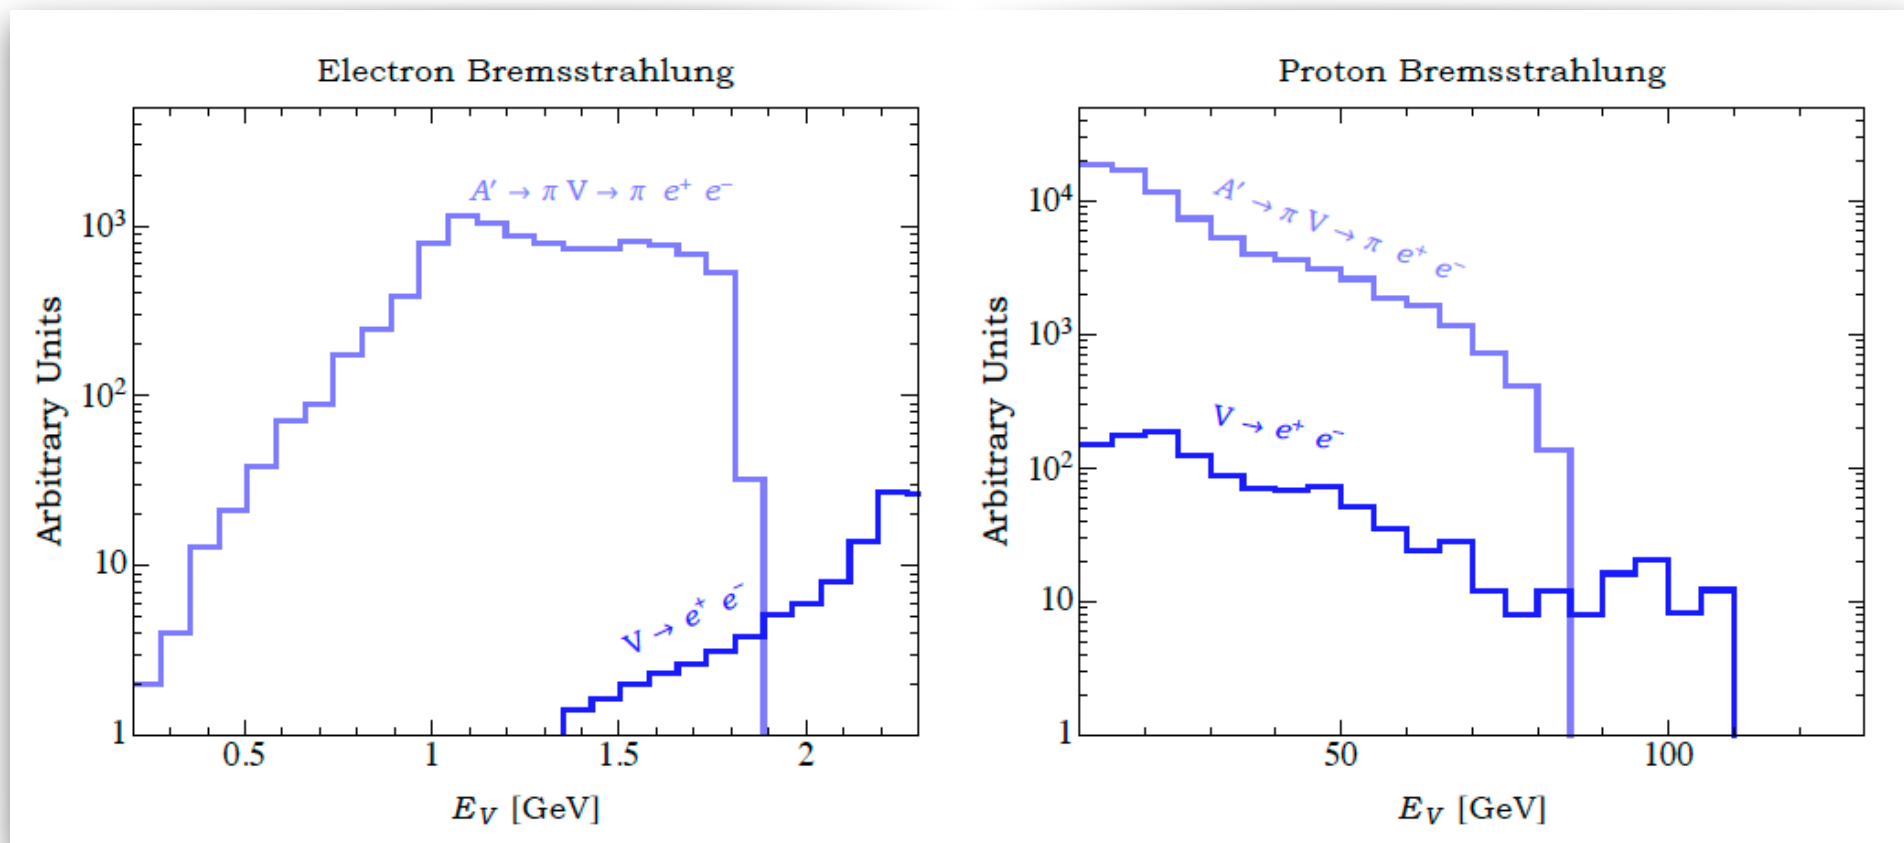 Electron Bremsstrahlung
A′ → π V → π e⁺ e⁻
V → e⁺ e⁻
Arbitrary Units
10³
10²
10
1
0.5
1
1.5
2
E_V [GeV]
Proton Bremsstrahlung
A′ → π V → π e⁺ e⁻
V → e⁺ e⁻
Arbitrary Units
10⁴
10³
10²
10
1
50
100
E_V [GeV]